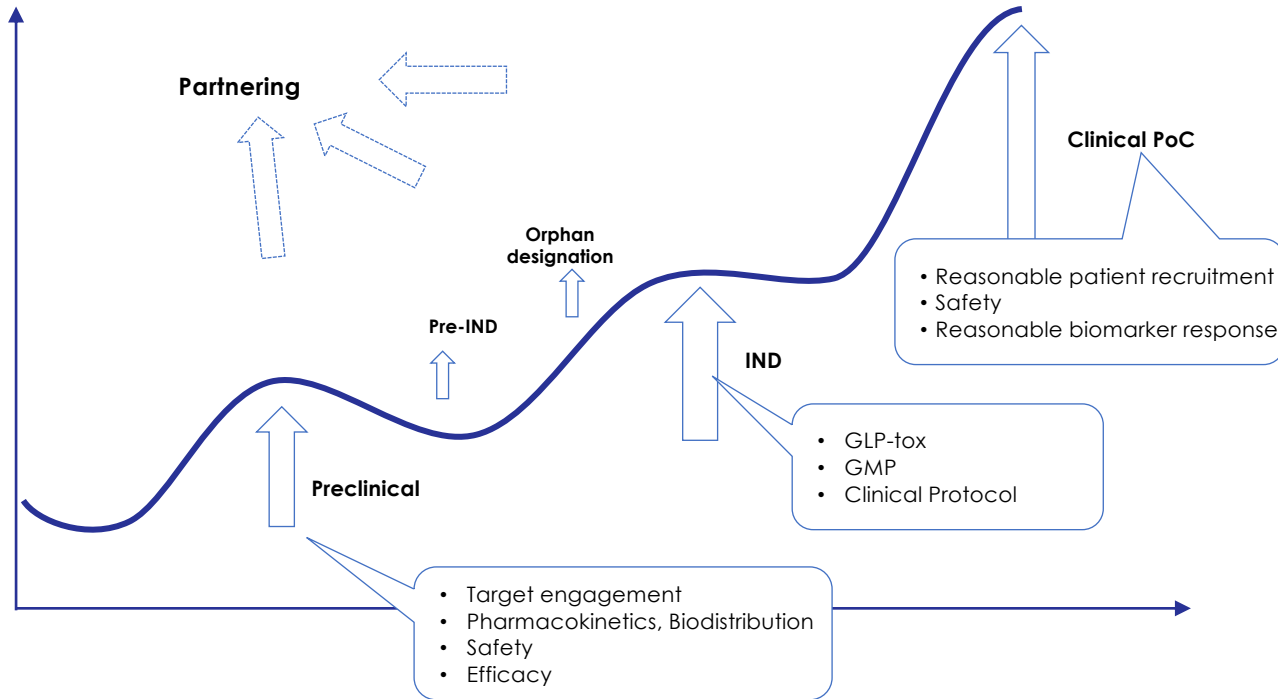 Partnering
Clinical PoC
• Reasonable patient recruitment
• Safety
• Reasonable biomarker response
Orphan
designation
Pre-IND
IND
• GLP-tox
• GMP
• Clinical Protocol
Preclinical
• Target engagement
• Pharmacokinetics, Biodistribution
• Safety
• Efficacy